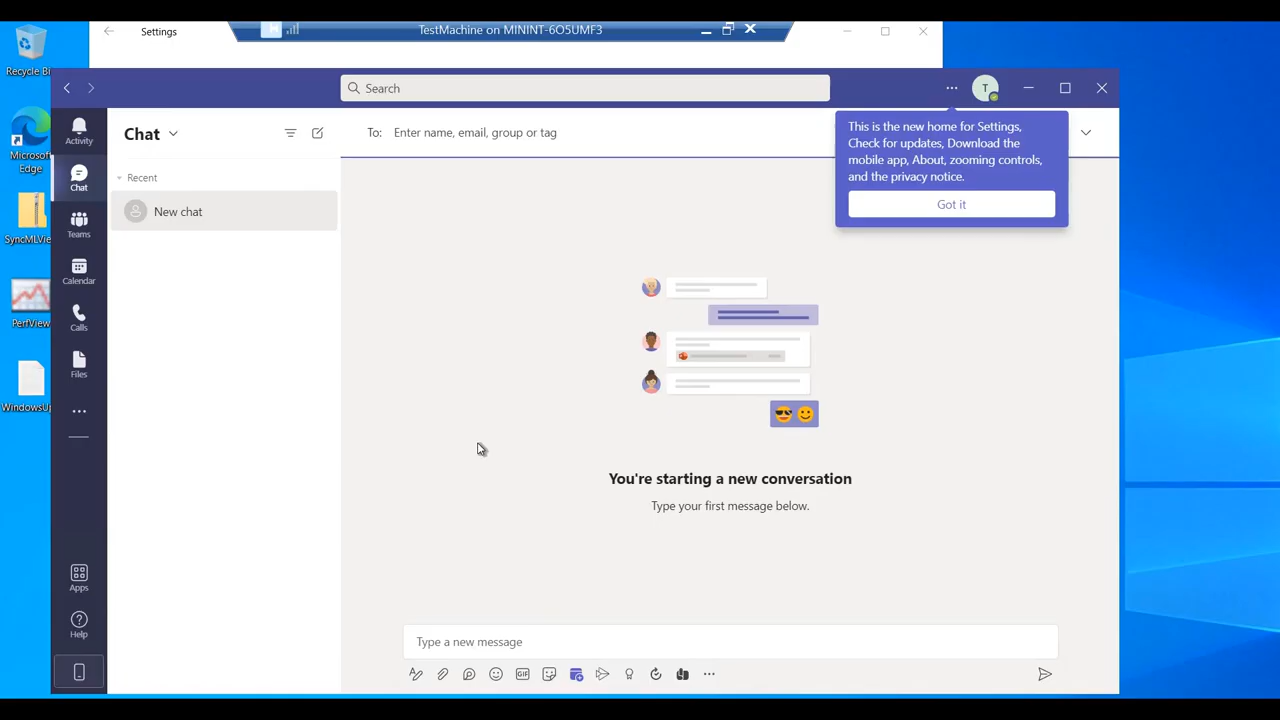 Settings
TestMachine on MININT-6O5UMF3
Recycle Bi
Search
T
Activity
Chat
To:
Enter name, email, group or tag
This is the new home for Settings,
Check for updates, Download the
mobile app, About, zooming controls,
and the privacy notice.
Got it
Microsoft
Edge
Chat
Recent
New chat
Teams
SyncMLVie
Calendar
PerfView
Calls
Files
WindowsUp
GIF
You're starting a new conversation
Type your first message below.
Apps
Help
Type a new message